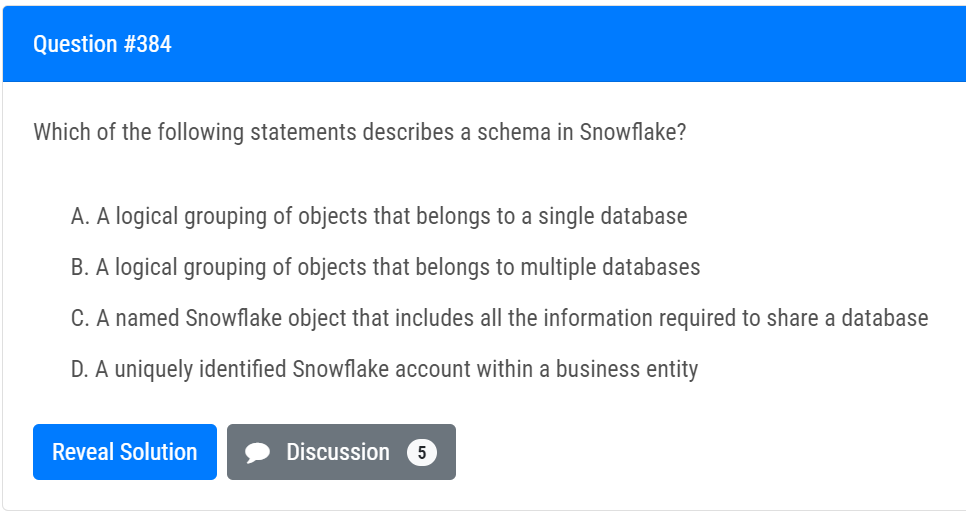 Question #384
Which of the following statements describes a schema in Snowflake?
A. A logical grouping of objects that belongs to a single database
B. A logical grouping of objects that belongs to multiple databases
C. A named Snowflake object that includes all the information required to share a database
D. A uniquely identified Snowflake account within a business entity
Reveal Solution Discussion 5